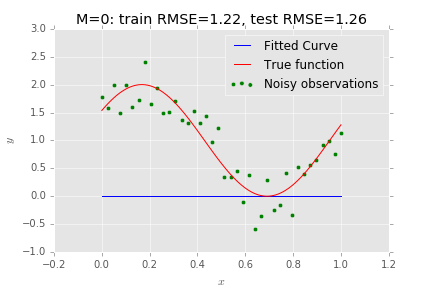 M=0: train RMSE=1.22, test RMSE=1.26
3.0
2.5
2.0
1.5
1.0
0.5
0.0
−0.5
−1.0
y
Fitted Curve
True function
Noisy observations
−0.2 0.0 0.2 0.4 0.6 0.8 1.0 1.2
x